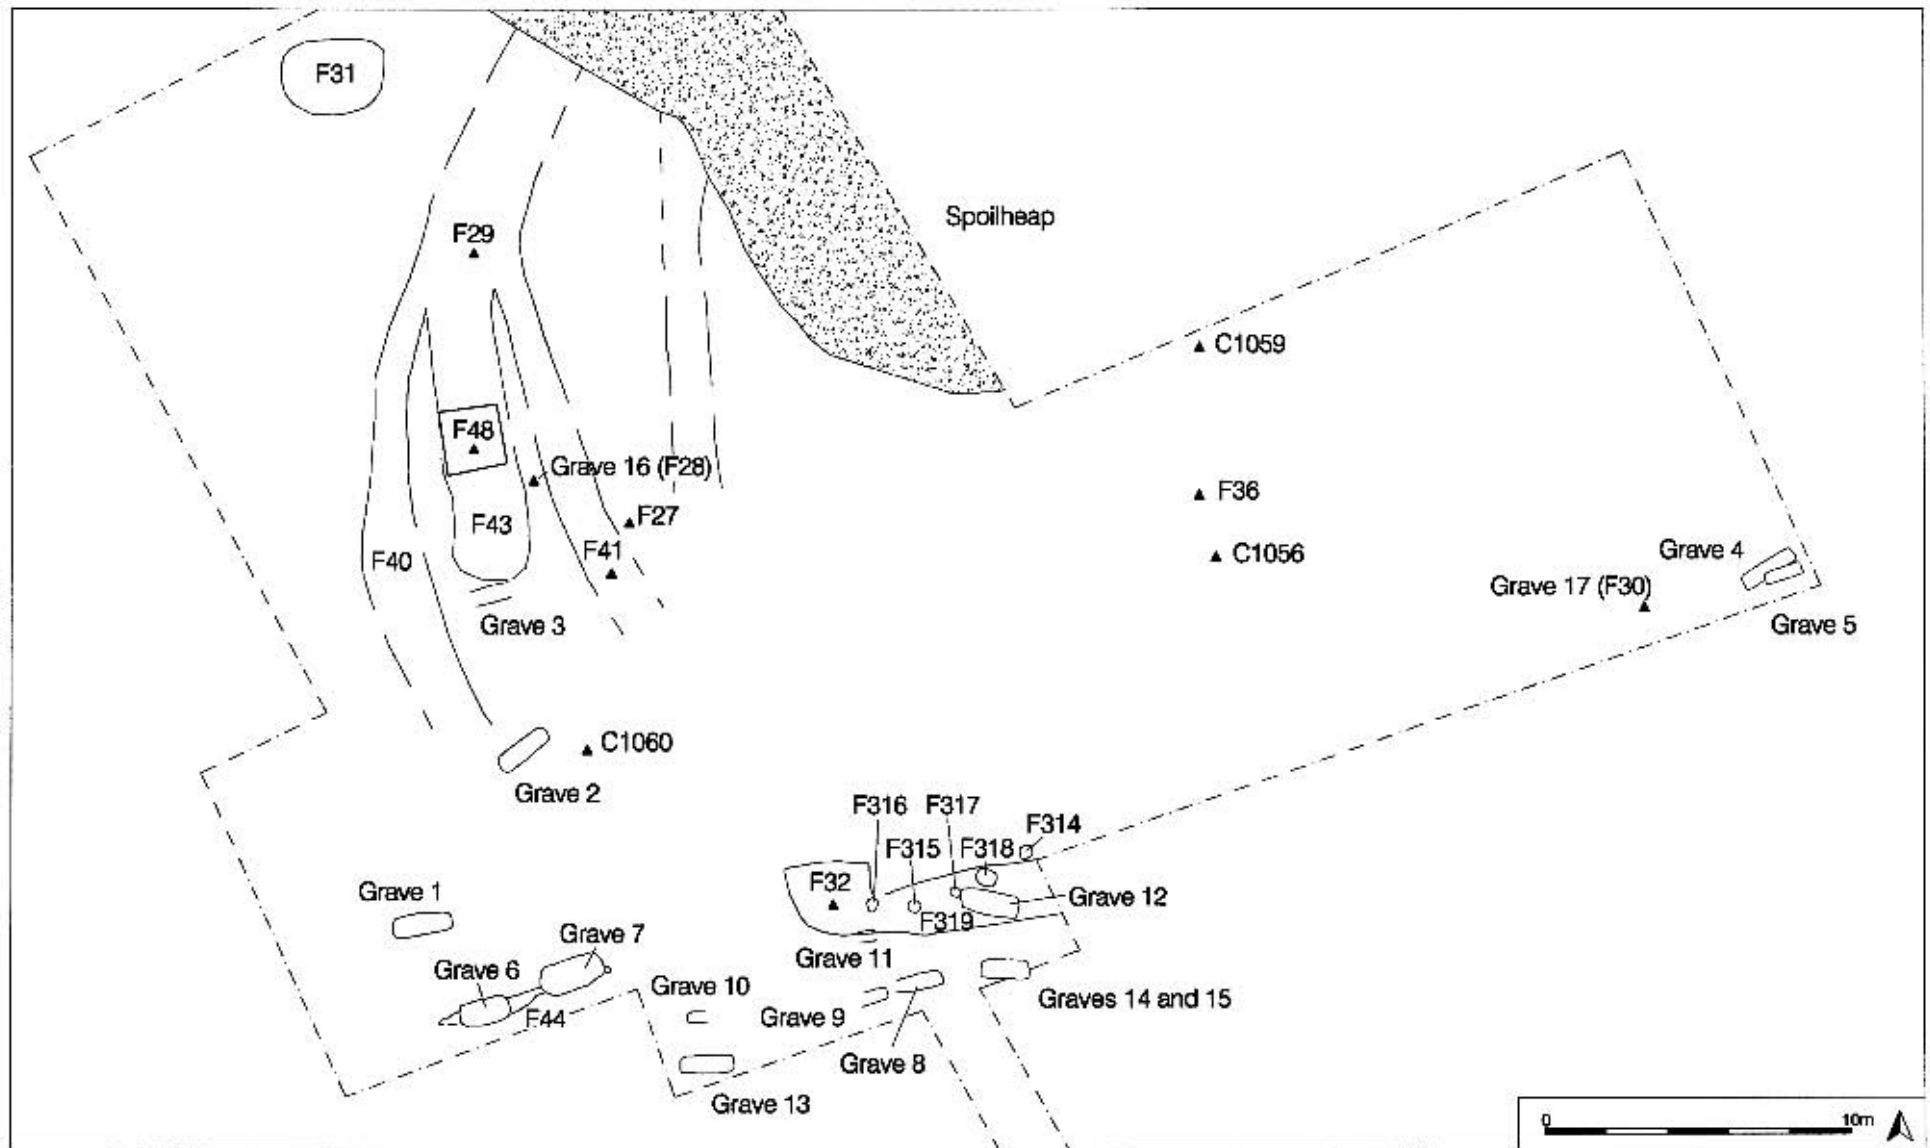 F31
Spoilheap
F29
C1059
F48
Grave 16 (F28)
F36
F27
F43
F41
C1056
F40
Grave 4
Grave 17 (F30)
Grave 3
Grave 5
C1060
Grave 2
F316
F317
F314
F315
F318
F32
Grave 1
Grave 12
F319
Grave 7
Grave 11
Grave 6
Grave 10
Graves 14 and 15
F44
Grave 9
Grave 8
Grave 13
0
10m